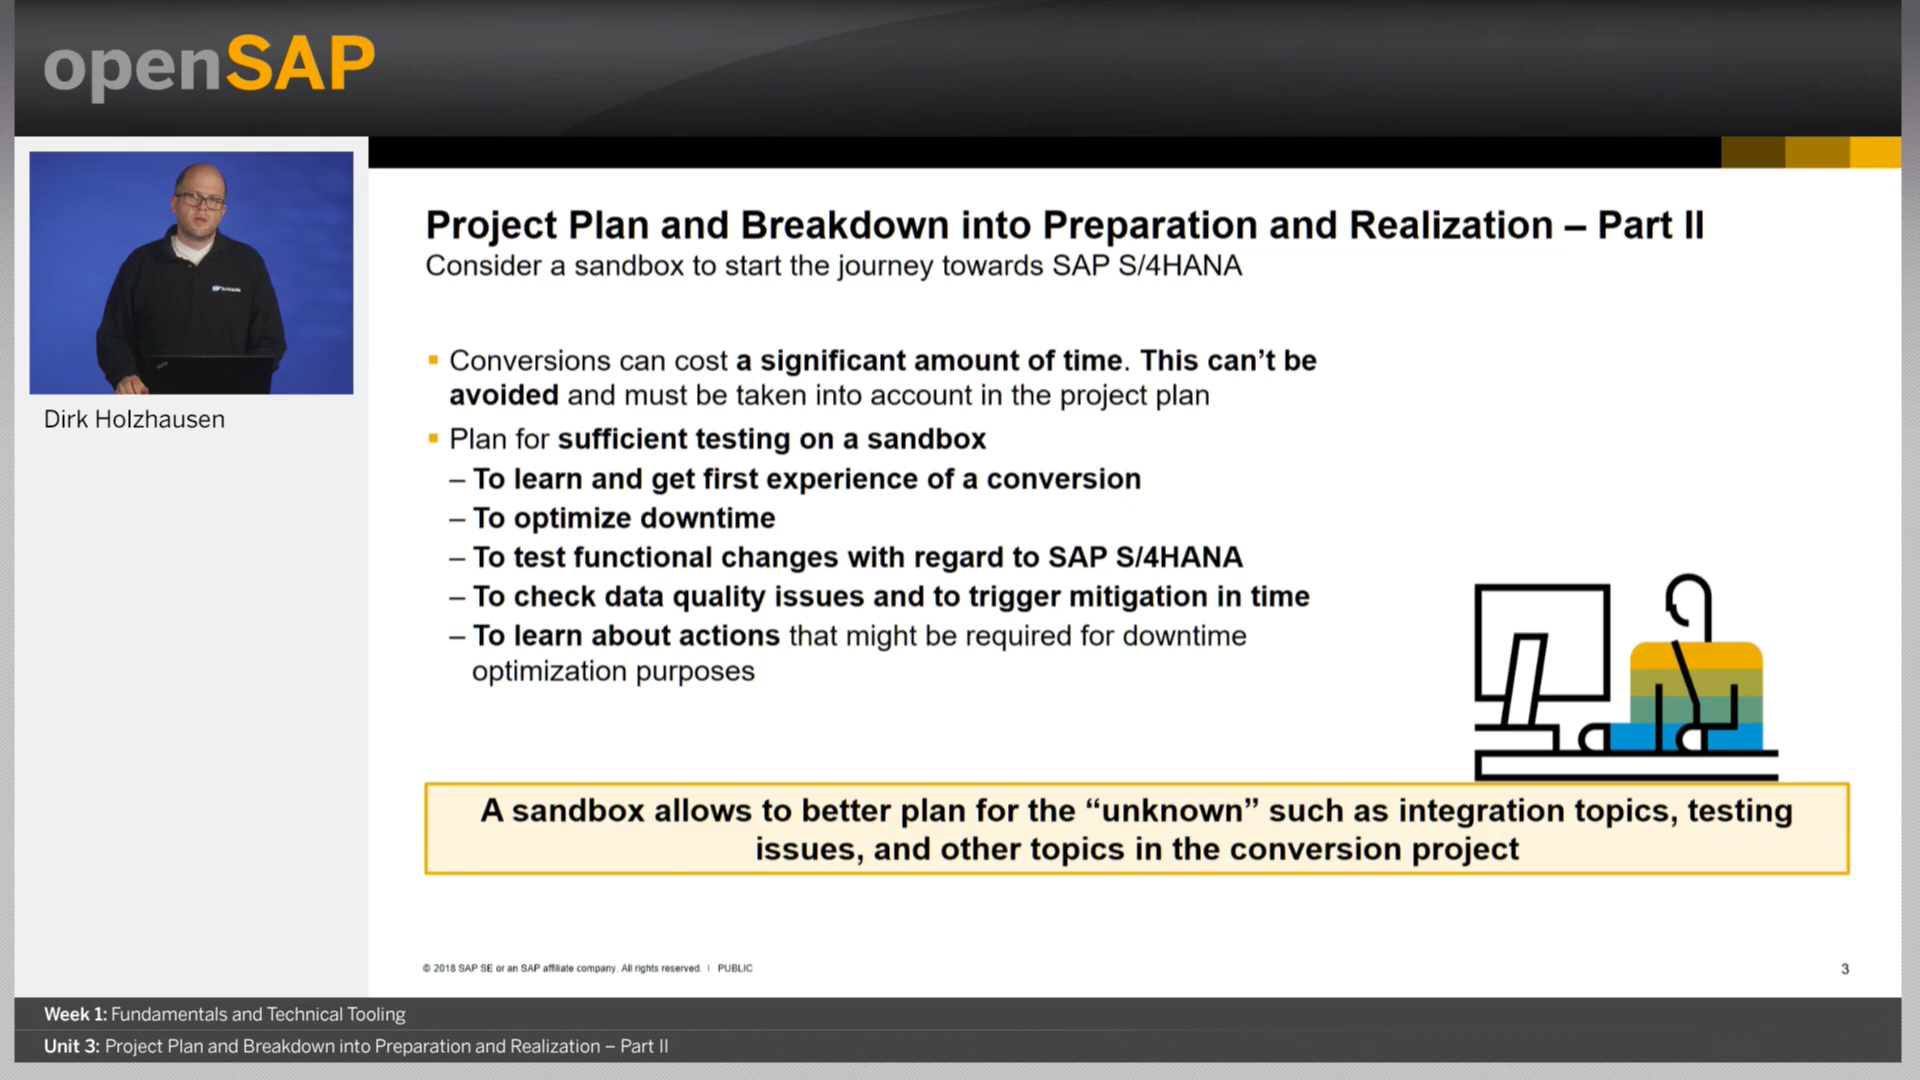 openSAP
Dirk Holzhausen
Project Plan and Breakdown into Preparation and Realization – Part II
Consider a sandbox to start the journey towards SAP S/4HANA
▪ Conversions can cost a significant amount of time. This can’t be
avoided and must be taken into account in the project plan
▪ Plan for sufficient testing on a sandbox
– To learn and get first experience of a conversion
– To optimize downtime
– To test functional changes with regard to SAP S/4HANA
– To check data quality issues and to trigger mitigation in time
– To learn about actions that might be required for downtime
optimization purposes
A sandbox allows to better plan for the “unknown” such as integration topics, testing
issues, and other topics in the conversion project
© 2018 SAP SE or an SAP affiliate company. All rights reserved. | PUBLIC
3
Week 1: Fundamentals and Technical Tooling
Unit 3: Project Plan and Breakdown into Preparation and Realization – Part II